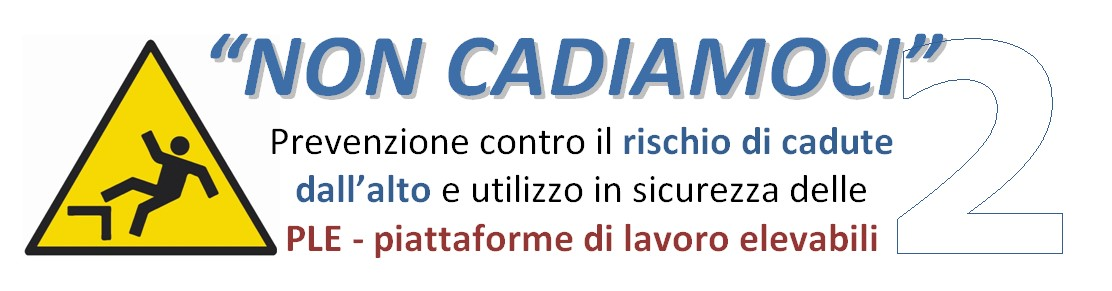 “NON CADIAMOCI” 2
Prevenzione contro il rischio di cadute
dall’alto e utilizzo in sicurezza delle
PLE - piattaforme di lavoro elevabili